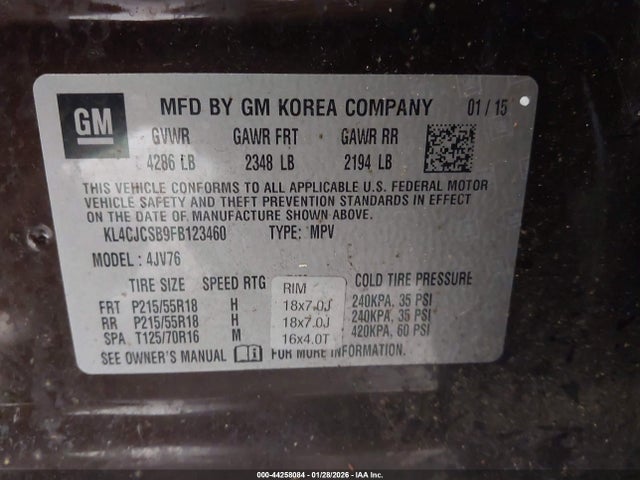 GM MFD BY GM KOREA COMPANY 01 / 15
GVWR GAWR FRT GAWR RR
4286 LB 2348 LB 2194 LB
THIS VEHICLE CONFORMS TO ALL APPLICABLE U.S. FEDERAL MOTOR
VEHICLE SAFETY AND THEFT PREVENTION STANDARDS IN EFFECT
ON THE DATE OF MANUFACTURE SHOWN ABOVE.
KL4CJCSB9FB123460 TYPE: MPV
MODEL : 4JV76
TIRE SIZE SPEED RTG RIM COLD TIRE PRESSURE
FRT P215/55R18 H 18x7.0J 240KPA, 35 PSI
RR P215/55R18 H 18x7.0J 240KPA, 35 PSI
SPA T125/70R16 M 16x4.0T 420KPA, 60 PSI
SEE OWNER'S MANUAL FOR MORE INFORMATION.
000-44258084 | 01/28/2026 - IAA Inc.